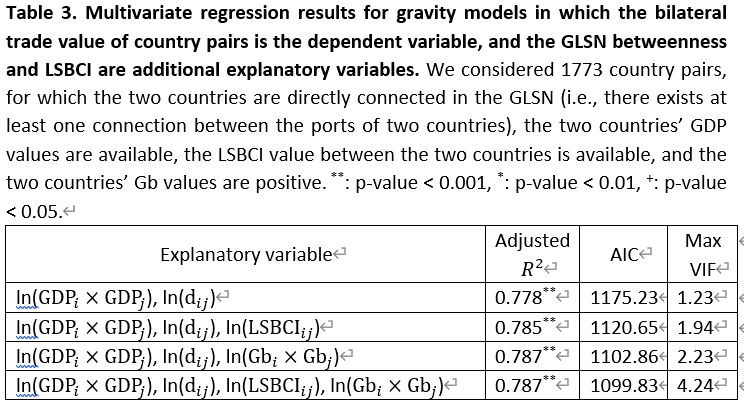 Table 3. Multivariate regression results for gravity models in which the bilateral
trade value of country pairs is the dependent variable, and the GLSN betweenness
and LSBCI are additional explanatory variables. We considered 1773 country pairs,
for which the two countries are directly connected in the GLSN (i.e., there exists at
least one connection between the ports of two countries), the two countries' GDP
values are available, the LSBCI value between the two countries is available, and the
two countries' Gb values are positive. **: p-value < 0.001, *: p-value < 0.01, +: p-value
< 0.05.↵
Explanatory variable↵ Adjusted R²↵ AIC↵ Max VIF↵
ln(GDPᵢ × GDPⱼ), ln(dᵢⱼ)↵ 0.778**↵ 1175.23↵ 1.23↵
ln(GDPᵢ × GDPⱼ), ln(dᵢⱼ), ln(LSBCIᵢⱼ)↵ 0.785**↵ 1120.65↵ 1.94↵
ln(GDPᵢ × GDPⱼ), ln(dᵢⱼ), ln(Gbᵢ × Gbⱼ)↵ 0.787**↵ 1102.86↵ 2.23↵
ln(GDPᵢ × GDPⱼ), ln(dᵢⱼ), ln(LSBCIᵢⱼ), ln(Gbᵢ × Gbⱼ)↵ 0.787**↵ 1099.83↵ 4.24↵